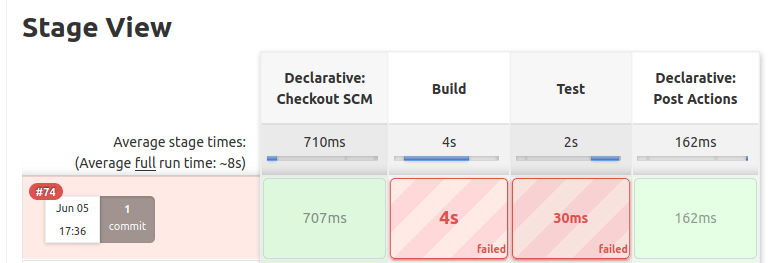 Stage View
Declarative:
Checkout SCM
Build
Test
Declarative:
Post Actions
Average stage times:
(Average full run time: ~8s)
710ms
4s
2s
162ms
#74
Jun 05
17:36
1
commit
707ms
4s
failed
30ms
failed
162ms